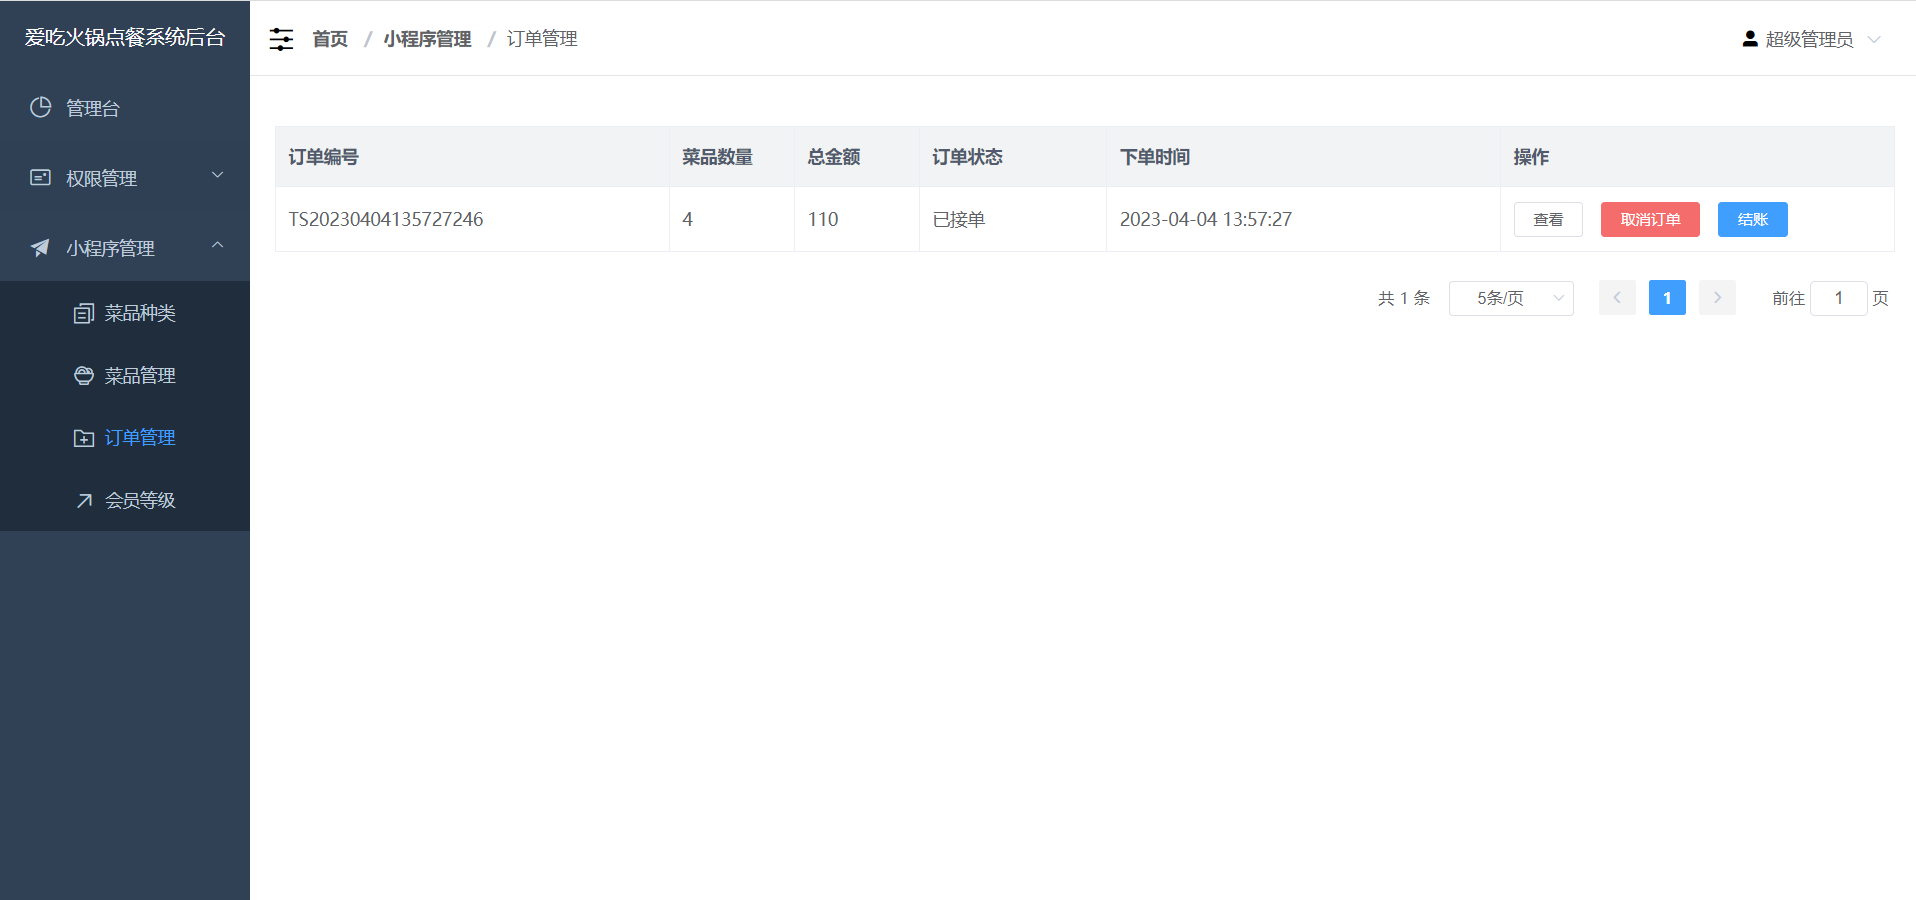 爱吃火锅点餐系统后台
首页 / 小程序管理 / 订单管理
超级管理员
管理台
权限管理
小程序管理
菜品种类
菜品管理
订单管理
会员等级
订单编号 菜品数量 总金额 订单状态 下单时间 操作
TS20230404135727246 4 110 已接单 2023-04-04 13:57:27 查看 取消订单 结账
共 1 条 5条/页 1 前往 1 页